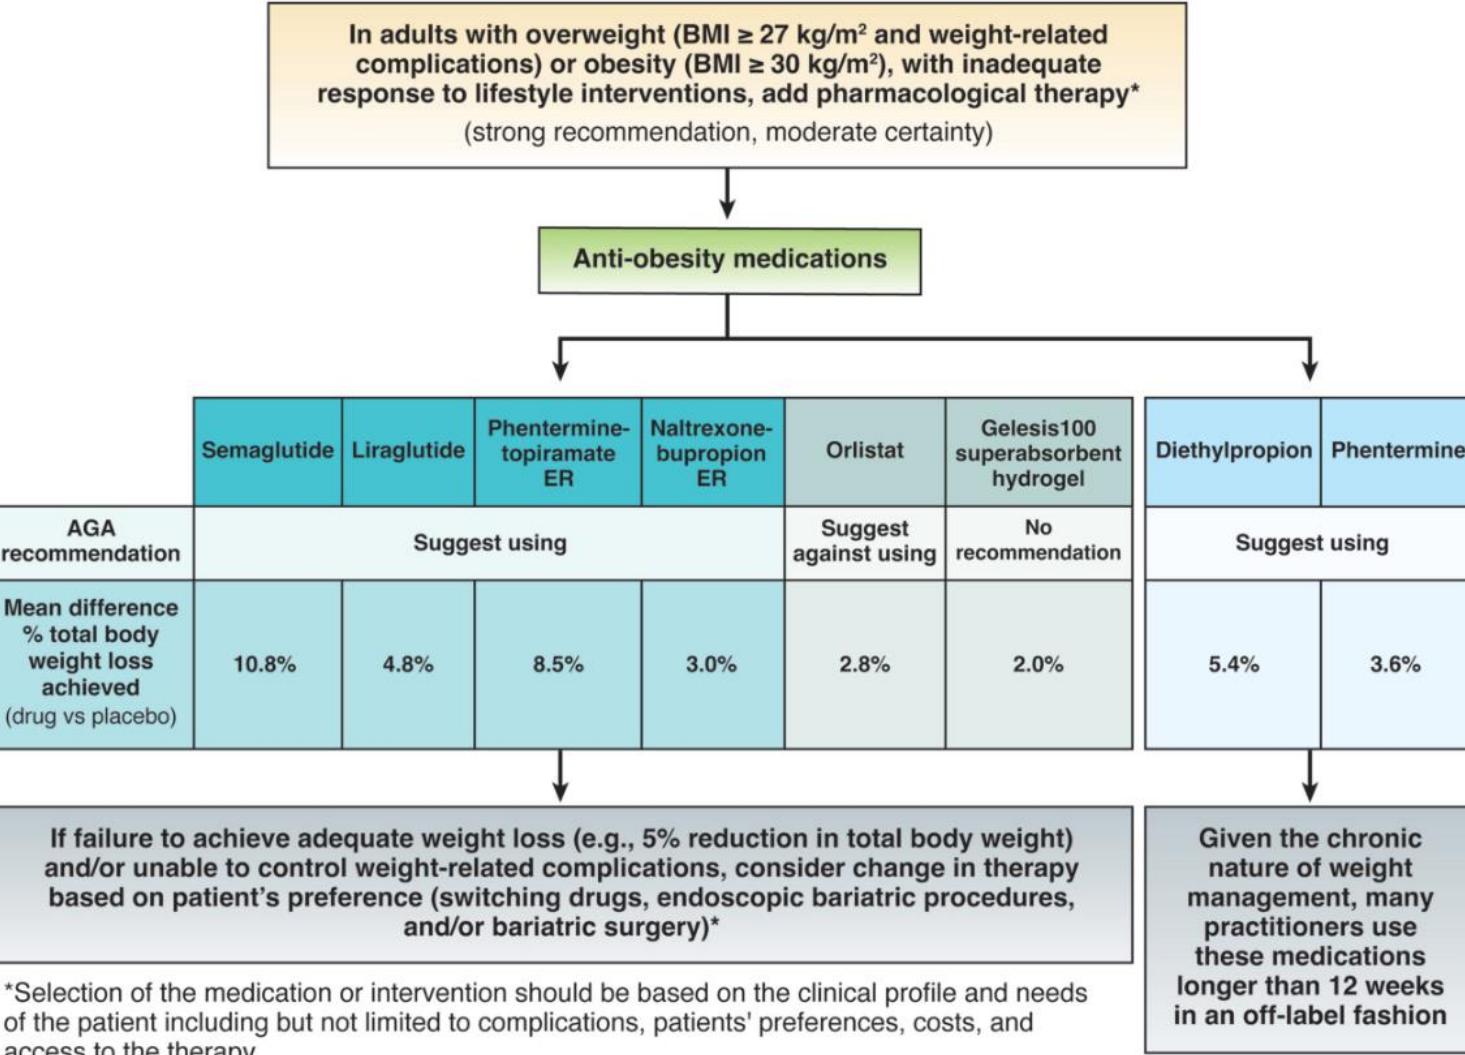 In adults with overweight (BMI ≥ 27 kg/m² and weight-related
complications) or obesity (BMI ≥ 30 kg/m²), with inadequate
response to lifestyle interventions, add pharmacological therapy*
(strong recommendation, moderate certainty)
Anti-obesity medications
Semaglutide
Liraglutide
Phentermine-
topiramate
ER
Naltrexone-
bupropion
ER
Orlistat
Gelesis100
superabsorbent
hydrogel
Diethylpropion
Phentermine
AGA
recommendation
Suggest using
Suggest
against using
No
recommendation
Suggest using
Mean difference
% total body
weight loss
achieved
(drug vs placebo)
10.8%
4.8%
8.5%
3.0%
2.8%
2.0%
5.4%
3.6%
If failure to achieve adequate weight loss (e.g., 5% reduction in total body weight)
and/or unable to control weight-related complications, consider change in therapy
based on patient's preference (switching drugs, endoscopic bariatric procedures,
and/or bariatric surgery)*
Given the chronic
nature of weight
management, many
practitioners use
these medications
longer than 12 weeks
in an off-label fashion
*Selection of the medication or intervention should be based on the clinical profile and needs
of the patient including but not limited to complications, patients' preferences, costs, and
access to the therapy